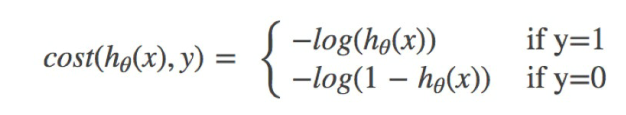 cost(hθ(x), y) = { −log(hθ(x)) if y=1
−log(1 − hθ(x)) if y=0